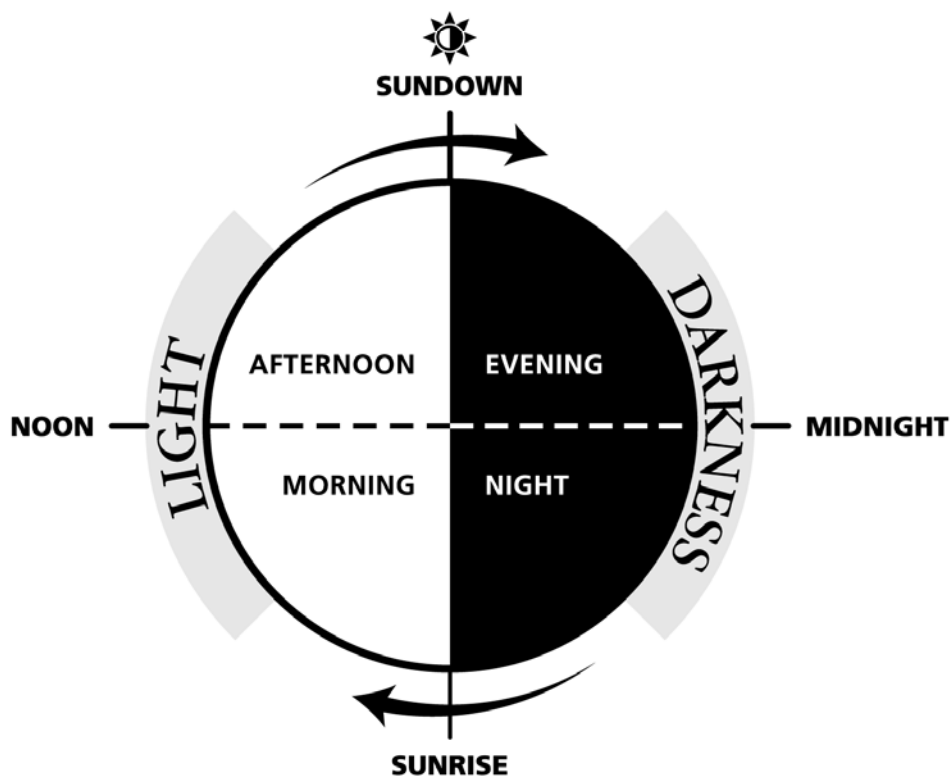 SUNDOWN
LIGHT
DARKNESS
AFTERNOON
EVENING
NOON
MIDNIGHT
MORNING
NIGHT
SUNRISE